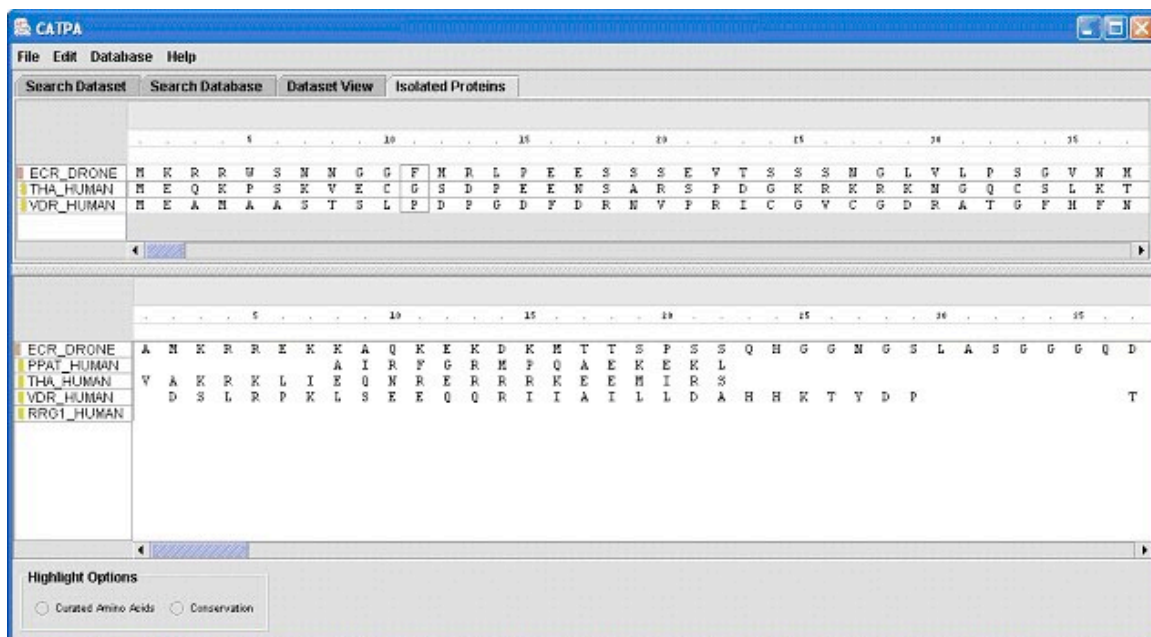 CATPA
File Edit Database Help
Search Dataset Search Database Dataset View Isolated Proteins
5 10 15 20 25 30 35
ECR_DRONE M K R R W S N N G G F M R L P E E S S S E V T S S S N G L V L P S G V N M
THA_HUMAN M E Q K P S K V E C G S D P E E N S A R S P D G K R K R K N G Q C S L K T
VDR_HUMAN M E A M A A S T S L P D P G D F D R N V P R I C G V C G D R A T G F H F N
5 10 15 20 25 30 35
ECR_DRONE A M K R R E K K A Q K E K D K M T T S P S S Q H G G N G S L A S G G G Q D
PPAT_HUMAN A I R F G R M P Q A E K E K L
THA_HUMAN V A K R K L I E Q N R E R R R K E E M I R S
VDR_HUMAN D S L R P K L S E E Q Q R I I A I L L D A H H K T Y D P T
RRG1_HUMAN
Highlight Options
Curated Amino Acids Conservation